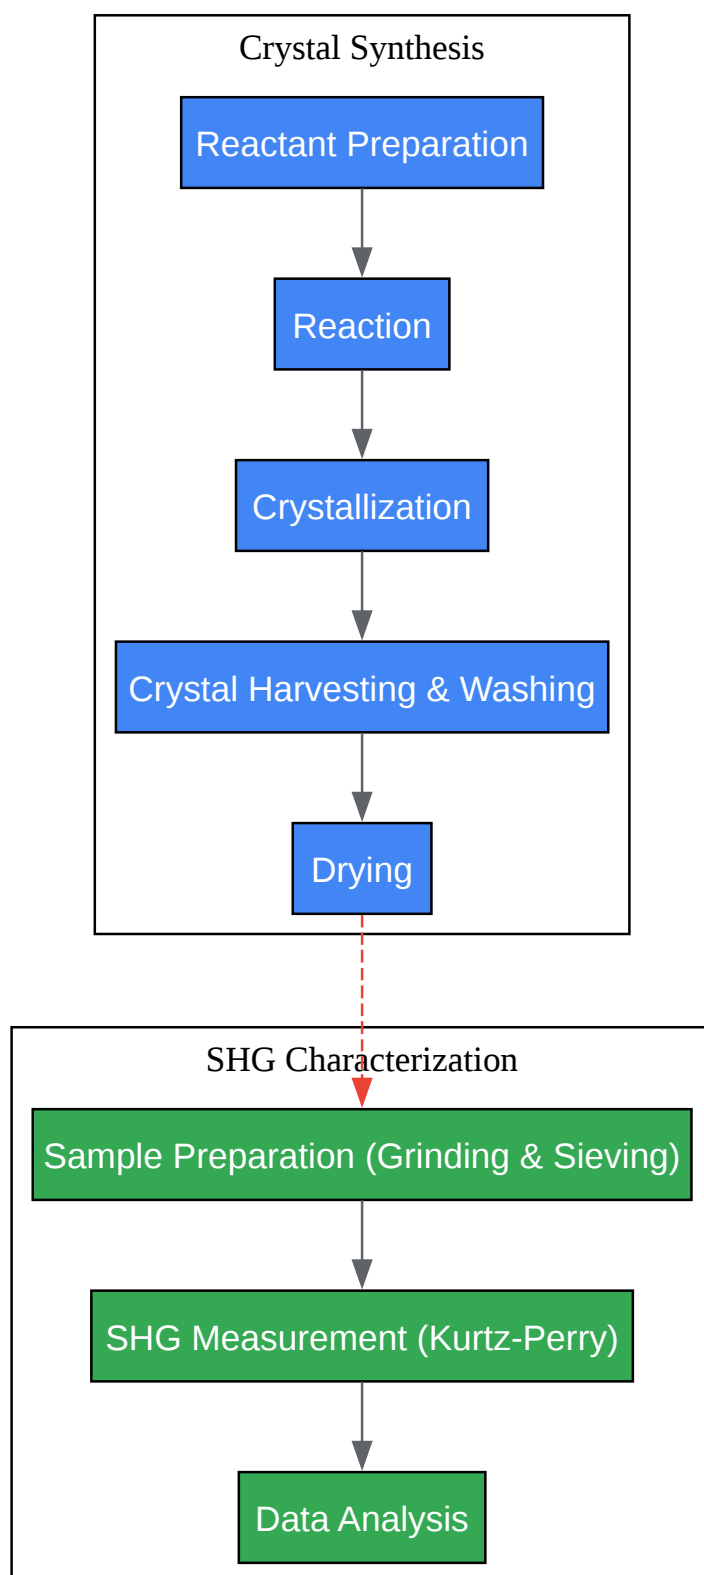 Crystal Synthesis
Reactant Preparation
Reaction
Crystallization
Crystal Harvesting & Washing
Drying
SHG Characterization
Sample Preparation (Grinding & Sieving)
SHG Measurement (Kurtz-Perry)
Data Analysis